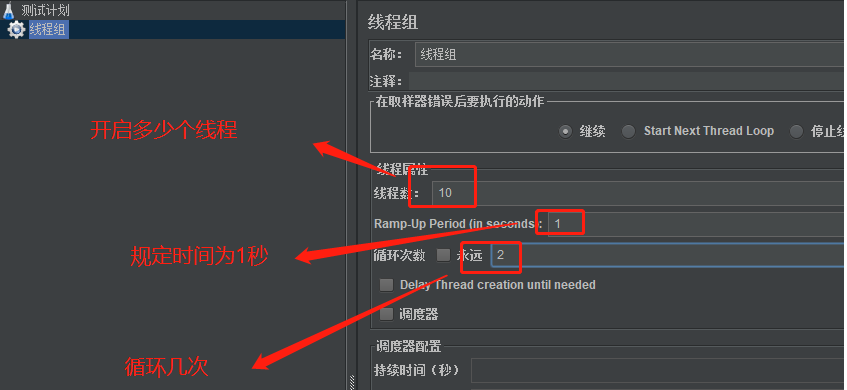 测试计划
线程组
线程组
名称： 线程组
注释：
在取样器错误后要执行的动作
继续 Start Next Thread Loop 停止
开启多少个线程
线程属性
线程数： 10
Ramp-Up Period (in seconds): 1
规定时间为1秒
循环次数 永远 2
Delay Thread creation until needed
调度器
循环几次
调度器配置
持续时间（秒）